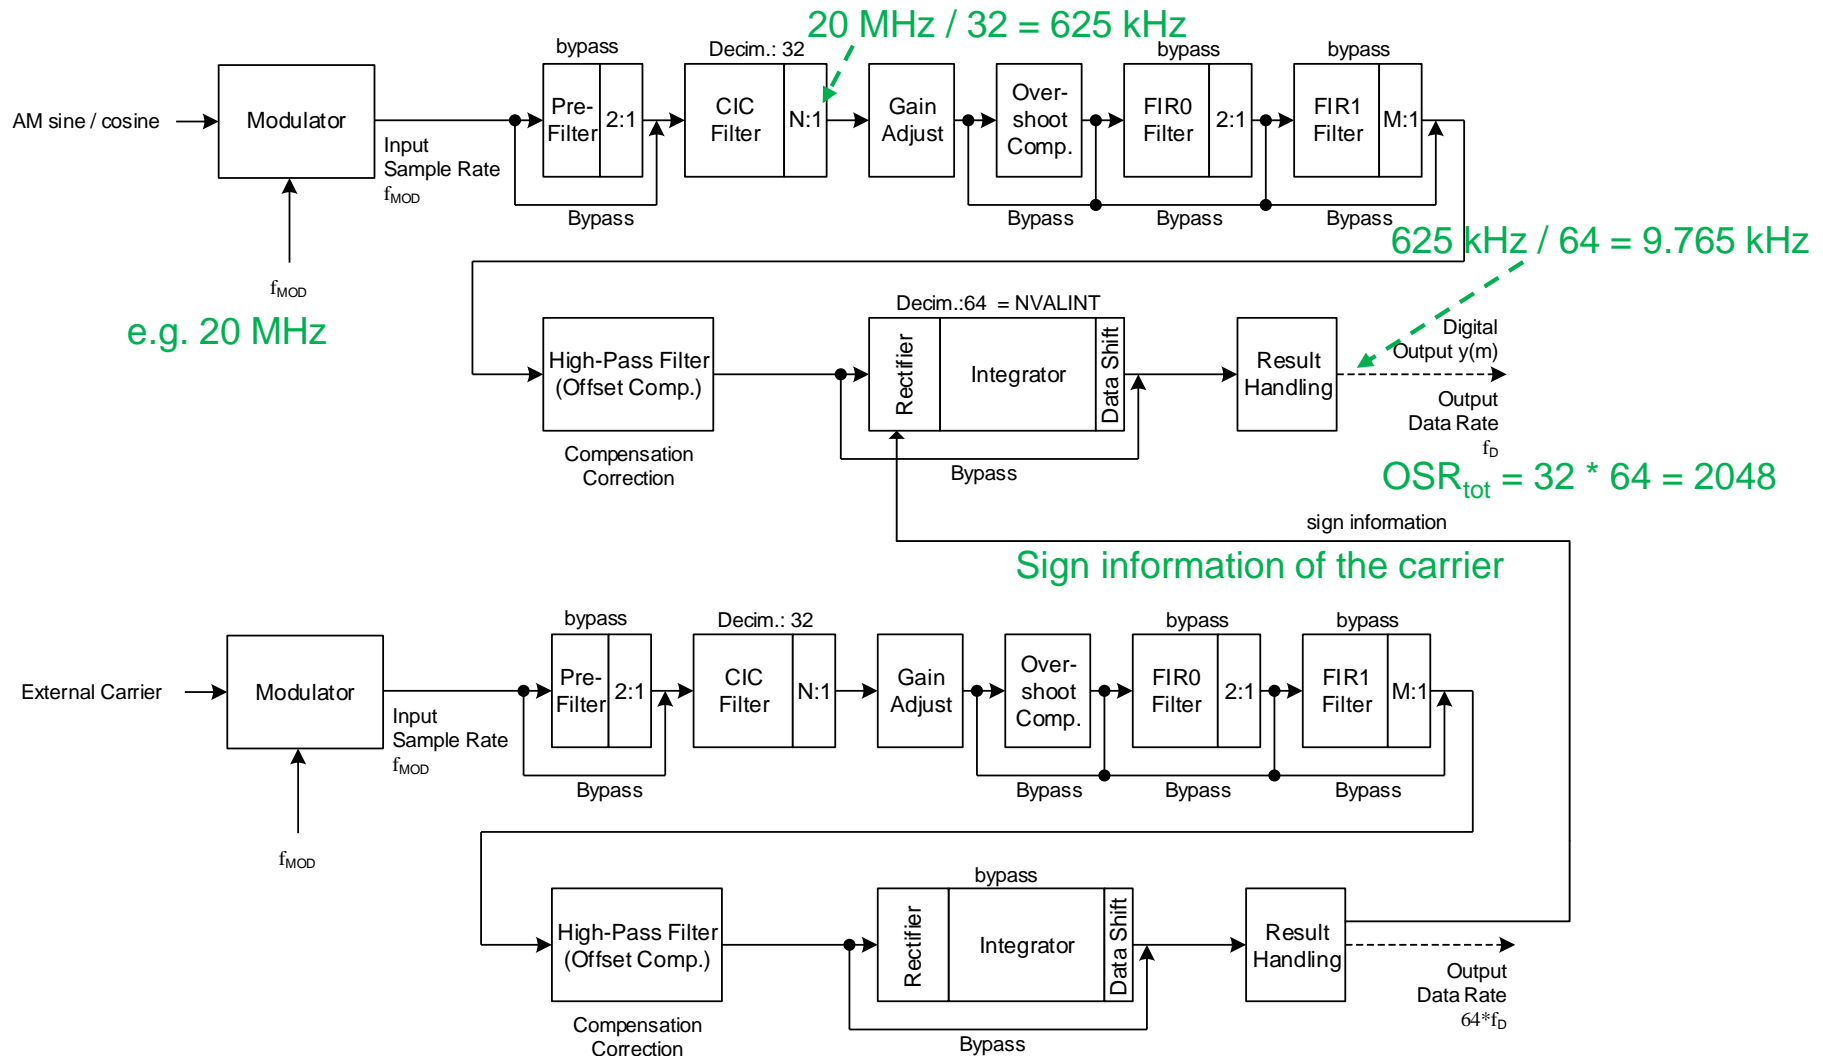 20 MHz / 32 = 625 kHz
bypass
Decim.: 32
bypass
bypass
AM sine / cosine
Modulator
Input
Sample Rate
fMOD
Pre-
Filter
2:1
CIC
Filter
N:1
Gain
Adjust
Over-
shoot
Comp.
FIR0
Filter
2:1
FIR1
Filter
M:1
Bypass
Bypass
Bypass
Bypass
fMOD
e.g. 20 MHz
625 kHz / 64 = 9.765 kHz
Decim.:64 = NVALINT
High-Pass Filter
(Offset Comp.)
Compensation
Correction
Rectifier
Integrator
Data Shift
Bypass
Result
Handling
Digital
Output y(m)
Output
Data Rate
fD
OSRtot = 32 * 64 = 2048
sign information
Sign information of the carrier
bypass
Decim.: 32
bypass
bypass
External Carrier
Modulator
Input
Sample Rate
fMOD
Pre-
Filter
2:1
CIC
Filter
N:1
Gain
Adjust
Over-
shoot
Comp.
FIR0
Filter
2:1
FIR1
Filter
M:1
Bypass
Bypass
Bypass
Bypass
fMOD
bypass
High-Pass Filter
(Offset Comp.)
Compensation
Correction
Rectifier
Integrator
Data Shift
Bypass
Result
Handling
Output
Data Rate
64*fD